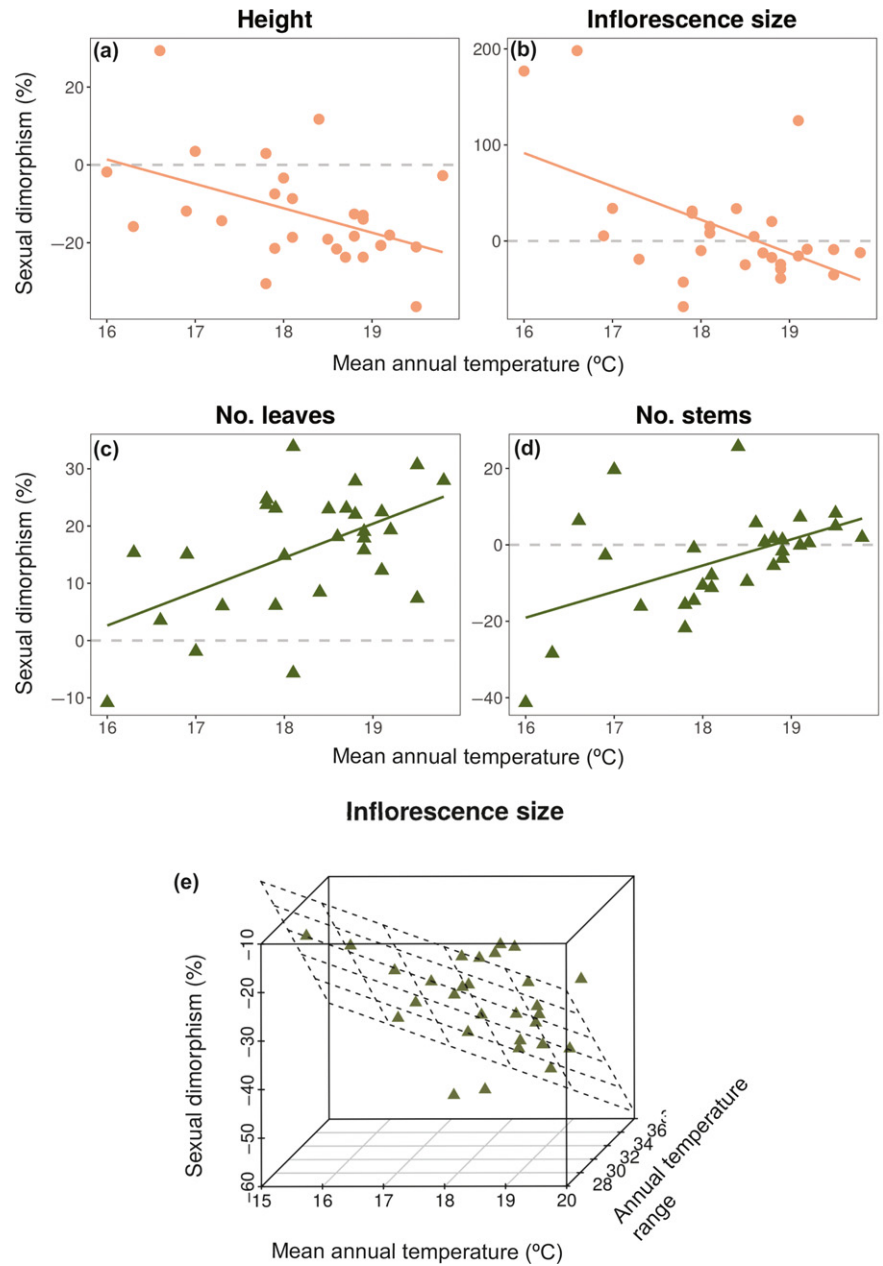 Height
Inflorescence size
(a)
(b)
Sexual dimorphism (%)
20
0
−20
200
100
0
16 17 18 19
16 17 18 19
Mean annual temperature (ºC)
No. leaves
No. stems
(c)
(d)
Sexual dimorphism (%)
30
20
10
0
−10
20
0
−20
−40
16 17 18 19
16 17 18 19
Mean annual temperature (ºC)
Inflorescence size
(e)
Sexual dimorphism (%)
−10
−20
−30
−40
−50
−60
15 16 17 18 19 20
28 30 32 34 36
Annual temperature
range
Mean annual temperature (ºC)